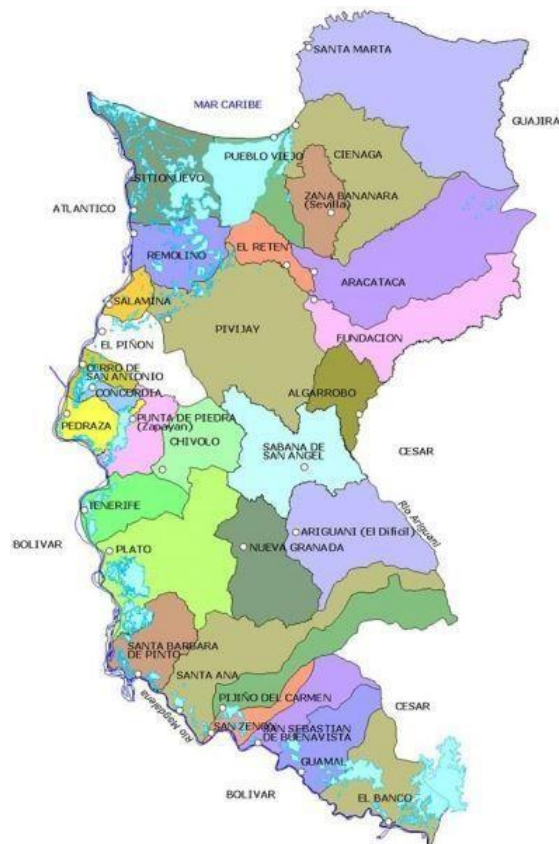 SANTA MARTA
MAR CARIBE
GUAJIRA
CIENAGA
PUEBLO VIEJO
SITIONUEVO
ZANA BANANARA
(Sevilla)
ATLANTICO
EL RETEN
REMOLINO
ARACATACA
SALAMINA
PIVIJAY
FUNDACION
EL PIÑON
CERRO DE
SAN ANTONIO
CONCORDIA
ALGARROBO
PEDRAZA
PUNTA DE PIEDRA
(Zapayan)
CHIVOLO
SABANA DE
SAN ANGEL
CESAR
TENERIFE
Río Ariguani
ARIGUANI (El Dificil)
BOLIVAR
PLATO
NUEVA GRANADA
SANTA BARBARA
DE PINTO
SANTA ANA
PIJIÑO DEL CARMEN
CESAR
Río Magdalena
SAN ZENON
SAN SEBASTIAN
DE BUENAVISTA
GUAMAL
BOLIVAR
EL BANCO